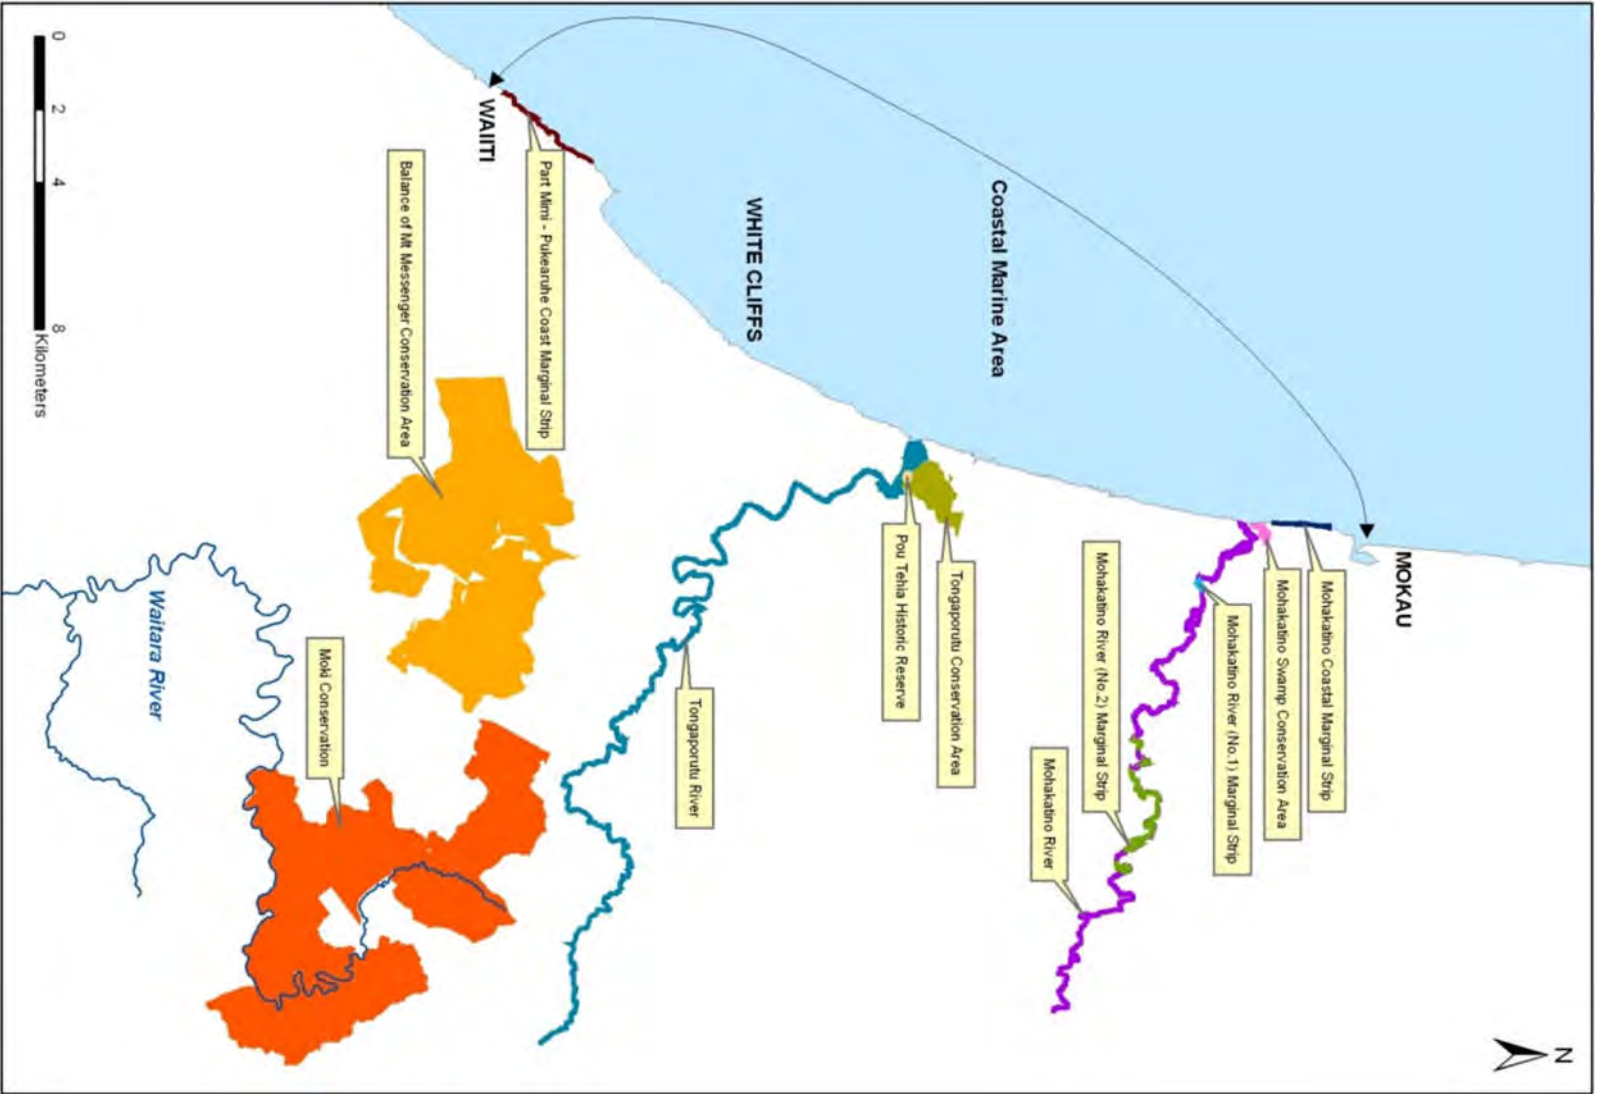 N
MOKAU
Mohakatino Coastal Marginal Strip
Mohakatino Swamp Conservation Area
Mohakatino River (No.1) Marginal Strip
Mohakatino River (No.2) Marginal Strip
Mohakatino River
Coastal Marine Area
Tongaporutu Conservation Area
Pou Tehia Historic Reserve
WHITE CLIFFS
Tongaporutu River
Part Mimi - Pukearuhe Coast Marginal Strip
WAIITI
Balance of Mt Messenger Conservation Area
Moki Conservation
Waitara River
0 2 4 8
Kilometers